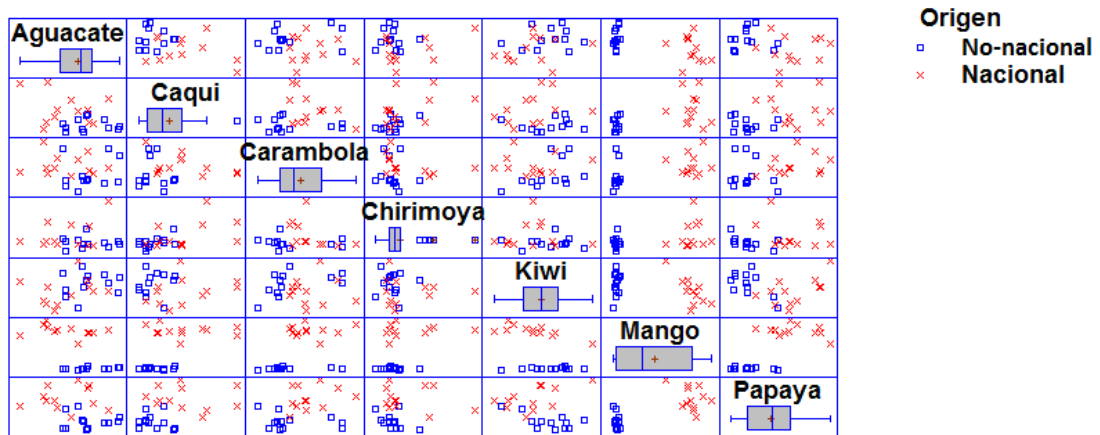 Aguacate
Caqui
Carambola
Chirimoya
Kiwi
Mango
Papaya
Origen
No-nacional
Nacional